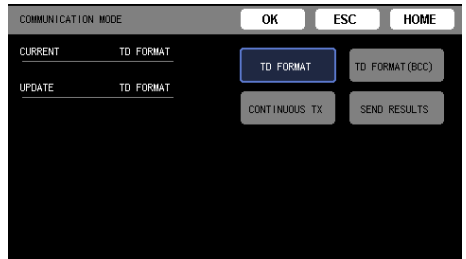 COMMUNICATION MODE OK ESC HOME
CURRENT TD FORMAT
TD FORMAT TD FORMAT(BCC)
UPDATE TD FORMAT
CONTINUOUS TX SEND RESULTS